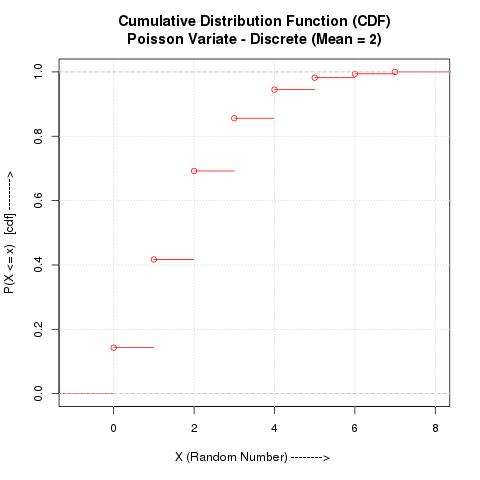 Cumulative Distribution Function (CDF)
Poisson Variate - Discrete (Mean = 2)
1.0
0.8
0.6
0.4
0.2
0.0
P(X <= x)   [cdf] -------->
0 2 4 6 8
X (Random Number) -------->